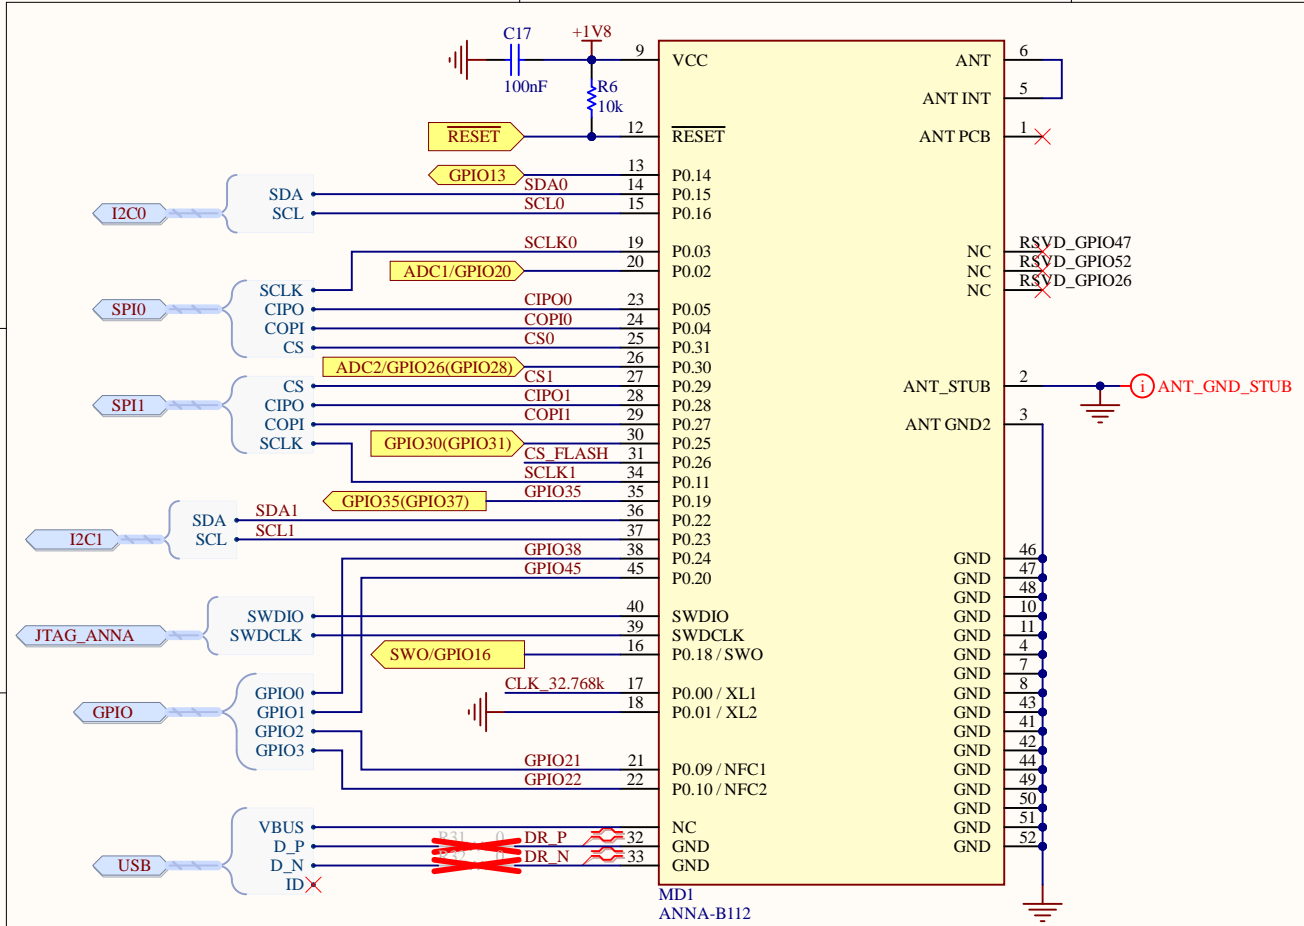 C17
+1V8
100nF
R6
10k
9 VCC
ANT 6
ANT INT 5
RESET 12 RESET
ANT PCB 1
GPIO13 13 P0.14
I2C0 SDA SDA0 14 P0.15
SCL SCL0 15 P0.16
SCLK0 19 P0.03
NC RSVD_GPIO47
ADC1/GPIO20 20 P0.02
NC RSVD_GPIO52
NC RSVD_GPIO26
SPI0 SCLK
CIPO CIPO0 23 P0.05
COPI COPI0 24 P0.04
CS CS0 25 P0.31
ADC2/GPIO26(GPIO28) 26 P0.30
SPI1 CS CS1 27 P0.29
ANT_STUB 2 i ANT_GND_STUB
CIPO CIPO1 28 P0.28
COPI COPI1 29 P0.27
ANT GND2 3
SCLK
GPIO30(GPIO31) 30 P0.25
CS_FLASH 31 P0.26
SCLK1 34 P0.11
GPIO35(GPIO37) GPIO35 35 P0.19
I2C1 SDA SDA1 36 P0.22
SCL SCL1 37 P0.23
GPIO38 38 P0.24
GND 46
GPIO45 45 P0.20
GND 47
GND 48
JTAG_ANNA SWDIO 40 SWDIO
GND 10
SWDCLK 39 SWDCLK
GND 11
SWO/GPIO16 16 P0.18 / SWO
GND 4
GND 7
GPIO GPIO0
CLK_32.768k 17 P0.00 / XL1
GND 8
GPIO1
18 P0.01 / XL2
GND 43
GPIO2
GND 41
GPIO3
GND 42
GPIO21 21 P0.09 / NFC1
GND 44
GPIO22 22 P0.10 / NFC2
GND 49
GND 50
USB VBUS NC
GND 51
D_P R31 0 DR_P 32 GND
GND 52
D_N DR_N 33 GND
ID
MD1
ANNA-B112